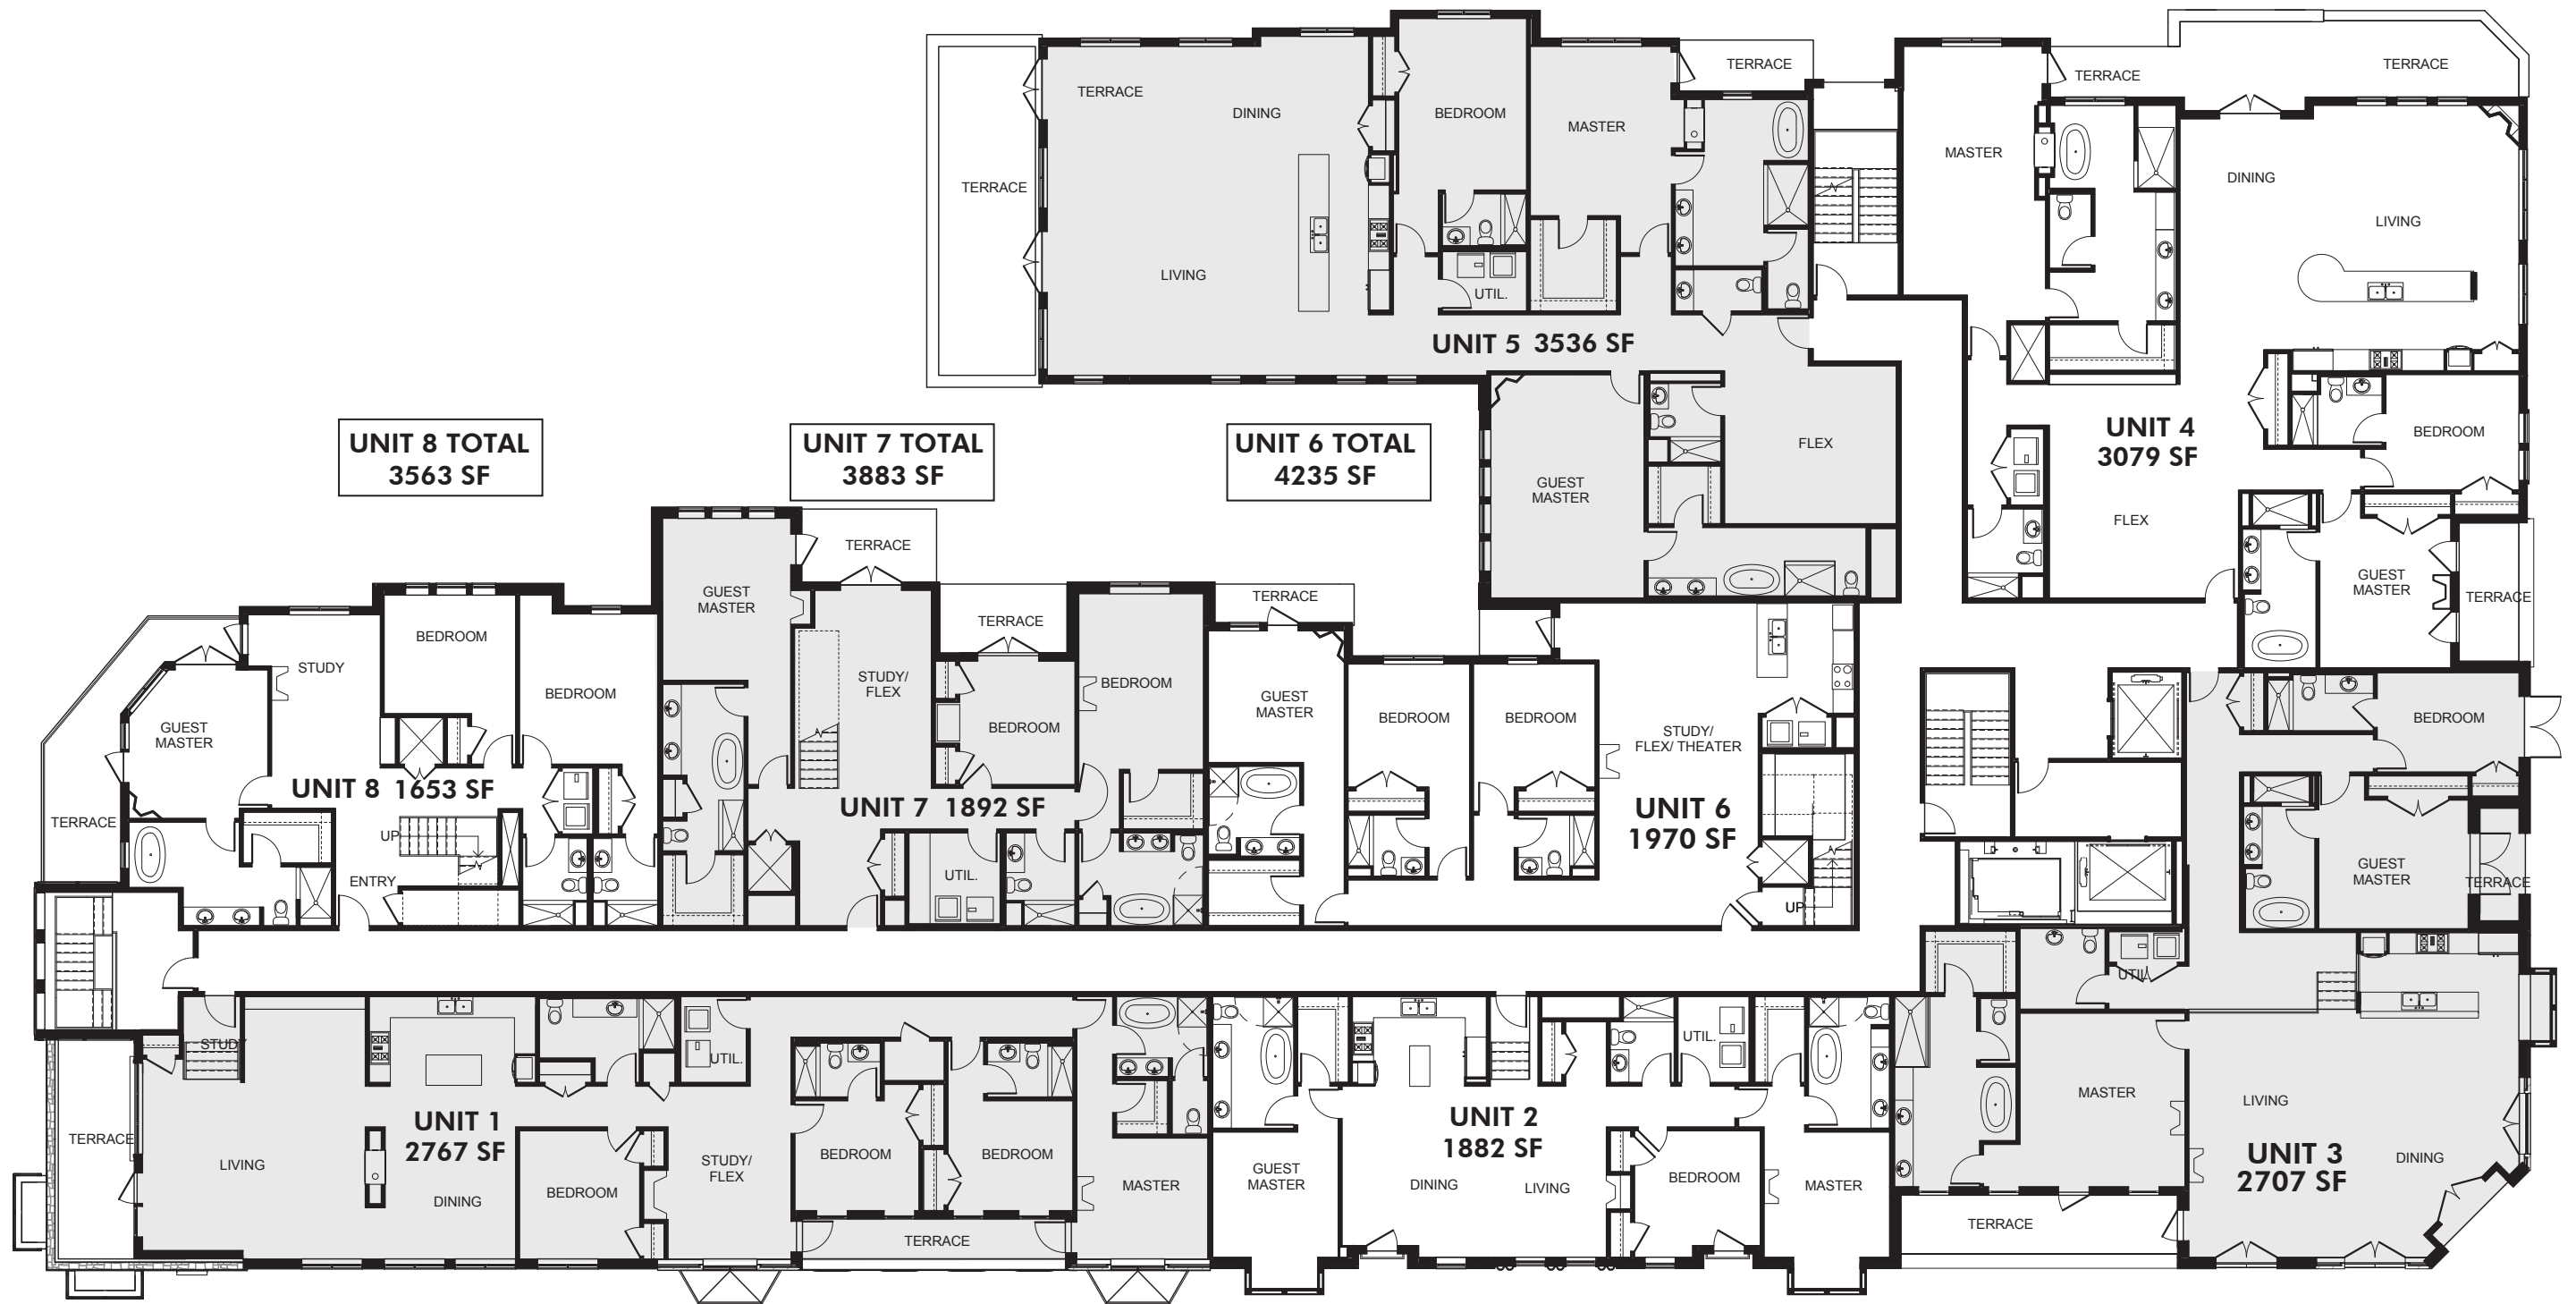 TERRACE
DINING
BEDROOM
MASTER
TERRACE
TERRACE
LIVING
UTIL.
UNIT 5 3536 SF
GUEST
MASTER
FLEX
MASTER
TERRACE
TERRACE
DINING
LIVING
UNIT 4
3079 SF
BEDROOM
FLEX
GUEST
MASTER
TERRACE
UNIT 8 TOTAL
3563 SF
UNIT 7 TOTAL
3883 SF
UNIT 6 TOTAL
4235 SF
STUDY
BEDROOM
BEDROOM
GUEST
MASTER
UNIT 8 1653 SF
TERRACE
UP
ENTRY
GUEST
MASTER
TERRACE
STUDY/
FLEX
TERRACE
BEDROOM
BEDROOM
UNIT 7 1892 SF
UTIL.
TERRACE
GUEST
MASTER
BEDROOM
BEDROOM
STUDY/
FLEX/ THEATER
UNIT 6
1970 SF
UP
BEDROOM
GUEST
MASTER
TERRACE
STUDY
TERRACE
LIVING
UNIT 1
2767 SF
DINING
BEDROOM
UTIL.
STUDY/
FLEX
BEDROOM
BEDROOM
TERRACE
MASTER
GUEST
MASTER
UNIT 2
1882 SF
DINING
LIVING
UTIL.
BEDROOM
MASTER
UTIL.
MASTER
TERRACE
LIVING
UNIT 3
2707 SF
DINING